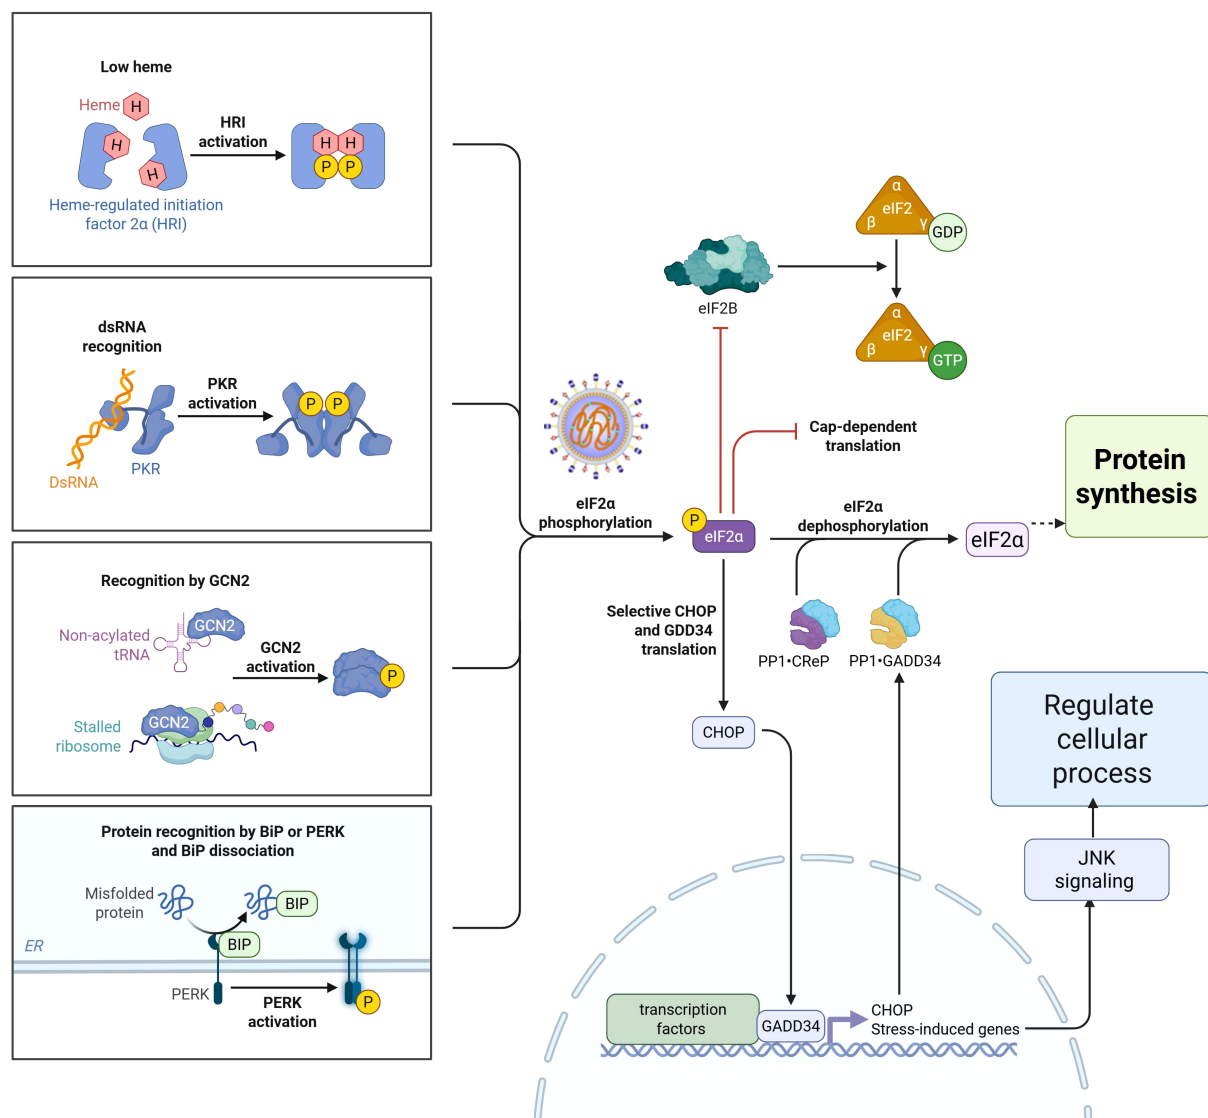 Low heme
Heme
H
H
H
HRI
activation
H H
P P
Heme-regulated initiation
factor 2α (HRI)
dsRNA
recognition
PKR
activation
P P
PKR
DsRNA
Recognition by GCN2
Non-acylated
tRNA
GCN2
GCN2
activation
P
Stalled
ribosome
GCN2
Protein recognition by BiP or PERK
and BiP dissociation
Misfolded
protein
BIP
BIP
ER
PERK
PERK
activation
P
eIF2α
phosphorylation
eIF2B
α
eIF2
β γ
GDP
α
eIF2
β γ
GTP
Cap-dependent
translation
P
eIF2α
eIF2α
dephosphorylation
eIF2α
Protein
synthesis
Selective CHOP
and GDD34
translation
PP1•CReP
PP1•GADD34
CHOP
Regulate
cellular
process
JNK
signaling
transcription
factors
GADD34
CHOP
Stress-induced genes